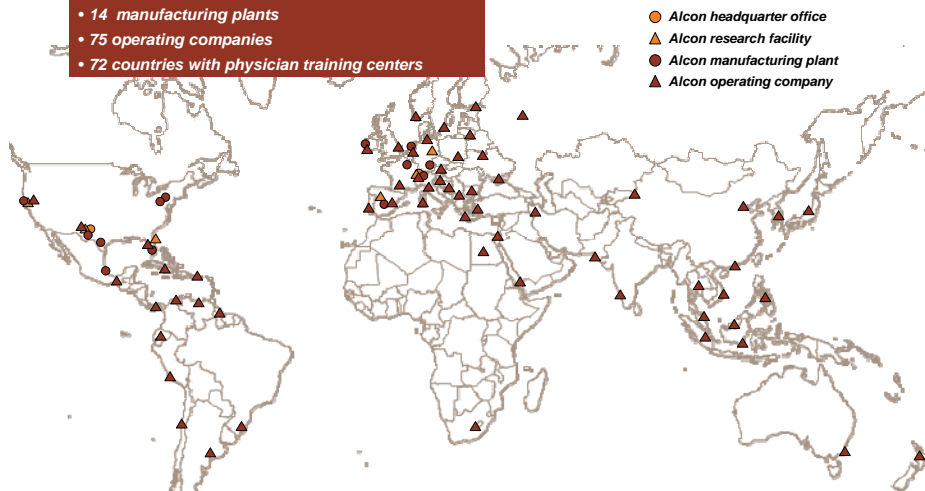 • 14 manufacturing plants
• 75 operating companies
• 72 countries with physician training centers
Alcon headquarter office
Alcon research facility
Alcon manufacturing plant
Alcon operating company